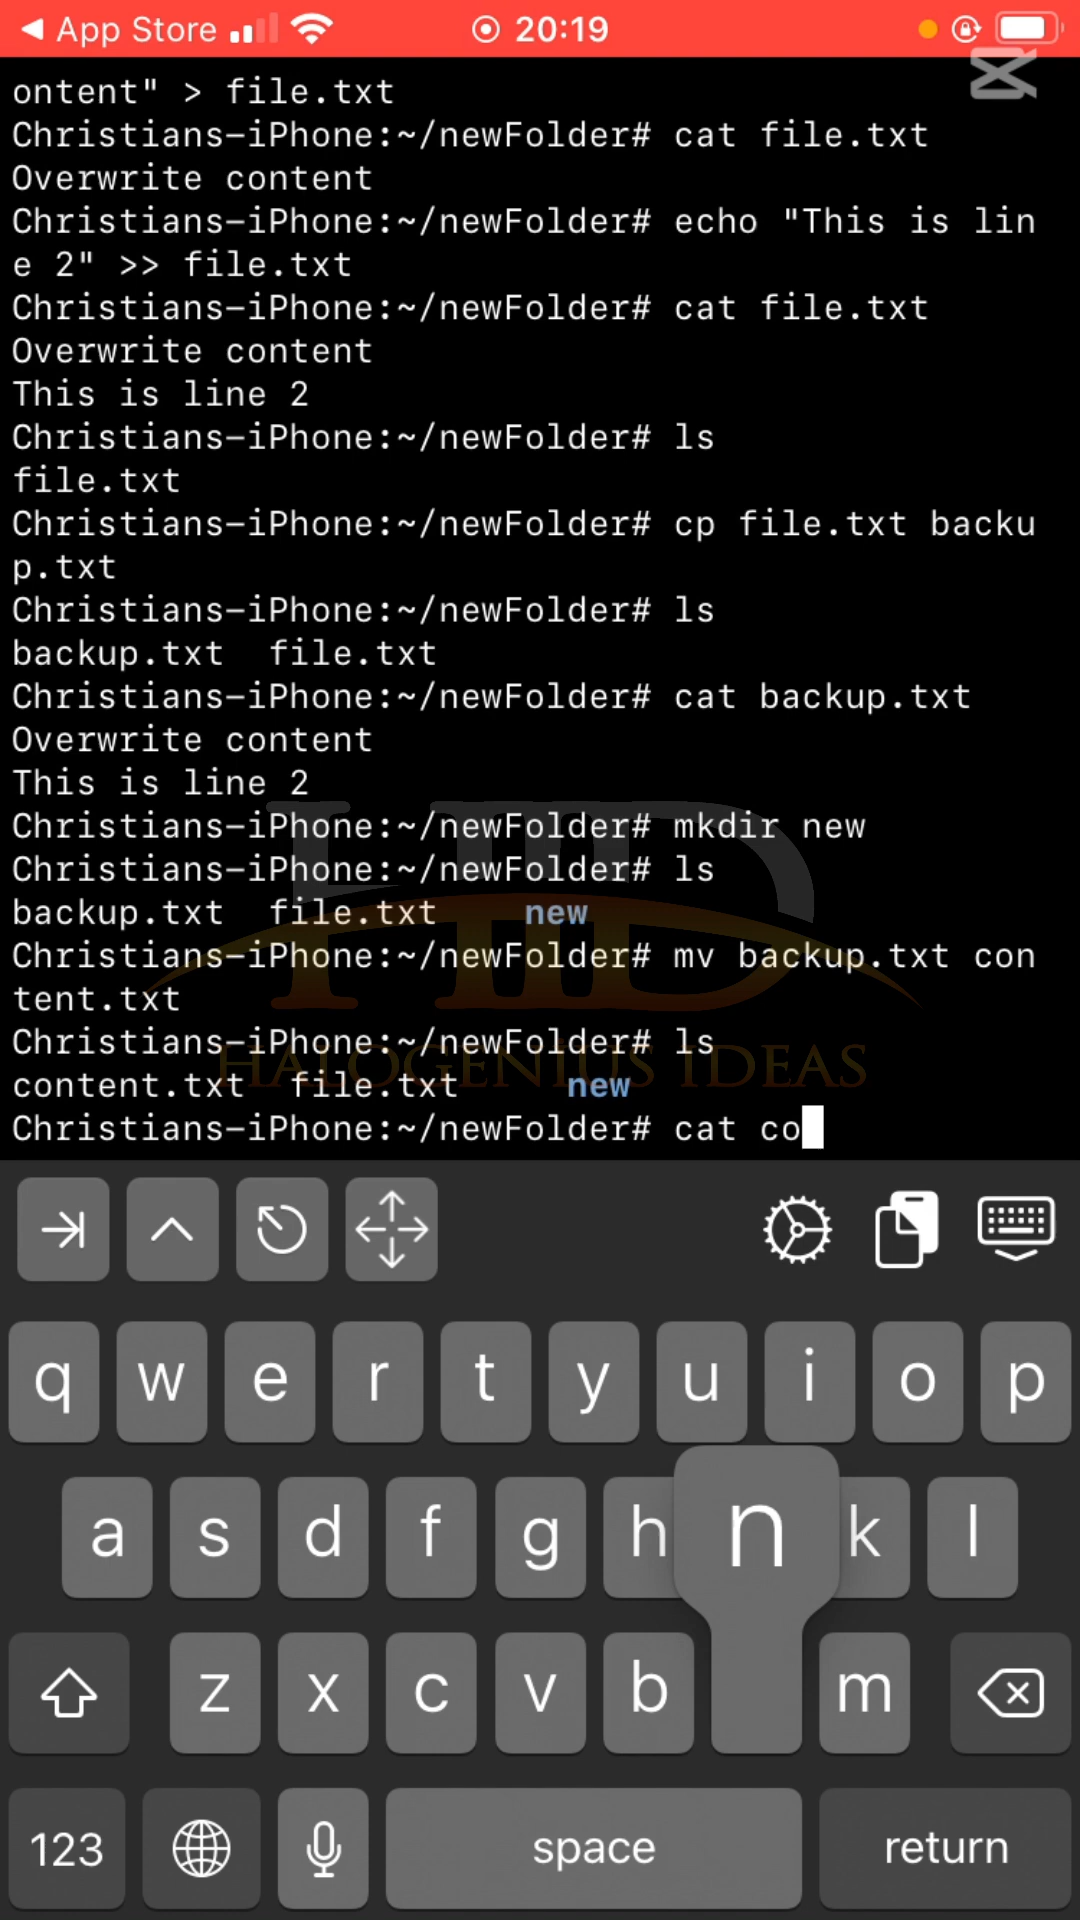 App Store
20:19
ontent" > file.txt
Christians-iPhone:~/newFolder# cat file.txt
Overwrite content
Christians-iPhone:~/newFolder# echo "This is lin
e 2" >> file.txt
Christians-iPhone:~/newFolder# cat file.txt
Overwrite content
This is line 2
Christians-iPhone:~/newFolder# ls
file.txt
Christians-iPhone:~/newFolder# cp file.txt backu
p.txt
Christians-iPhone:~/newFolder# ls
backup.txt  file.txt
Christians-iPhone:~/newFolder# cat backup.txt
Overwrite content
This is line 2
Christians-iPhone:~/newFolder# mkdir new
Christians-iPhone:~/newFolder# ls
backup.txt  file.txt    new
Christians-iPhone:~/newFolder# mv backup.txt con
tent.txt
Christians-iPhone:~/newFolder# ls
HALOGENIUS IDEAS
content.txt  file.txt     new
Christians-iPhone:~/newFolder# cat co
q w e r t y u i o p
a s d f g h n k l
z x c v b m
123 space return